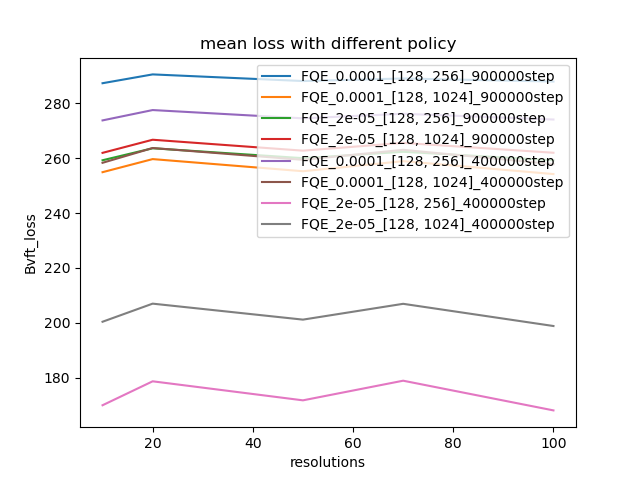 mean loss with different policy
FQE_0.0001_[128, 256]_900000step
FQE_0.0001_[128, 1024]_900000step
FQE_2e-05_[128, 256]_900000step
FQE_2e-05_[128, 1024]_900000step
FQE_0.0001_[128, 256]_400000step
FQE_0.0001_[128, 1024]_400000step
FQE_2e-05_[128, 256]_400000step
FQE_2e-05_[128, 1024]_400000step
Bvft_loss
280
260
240
220
200
180
20 40 60 80 100
resolutions